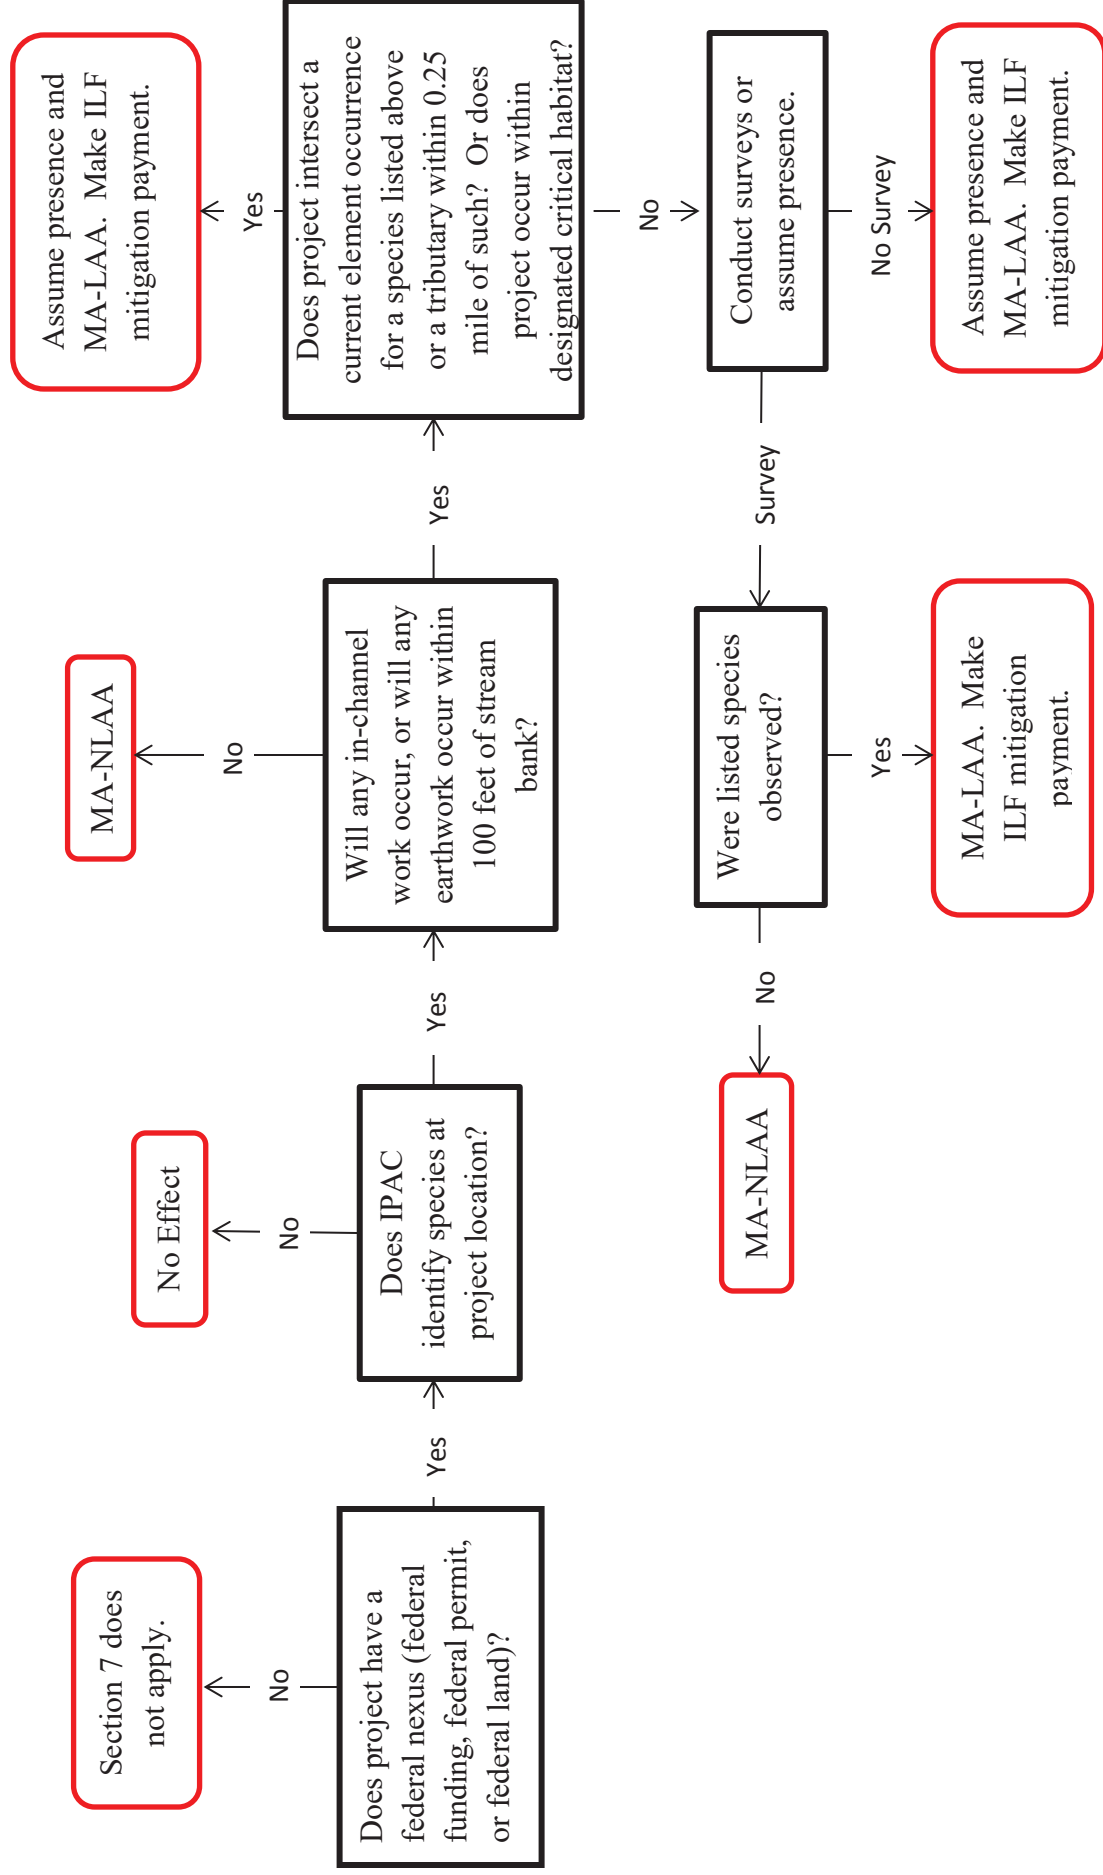 Section 7 does
not apply.
No
Does project have a
federal nexus (federal
funding, federal permit,
or federal land)?
Yes
No Effect
No
Does IPAC
identify species at
project location?
Yes
MA-NLAA
No
Will any in-channel
work occur, or will any
earthwork occur within
100 feet of stream
bank?
Yes
Assume presence and
MA-LAA.  Make ILF
mitigation payment.
Yes
Does project intersect a
current element occurrence
for a species listed above
or a tributary within 0.25
mile of such?  Or does
project occur within
designated critical habitat?
No
Conduct surveys or
assume presence.
No Survey
Assume presence and
MA-LAA.  Make ILF
mitigation payment.
Survey
Were listed species
observed?
Yes
MA-LAA.  Make
ILF mitigation
payment.
No
MA-NLAA